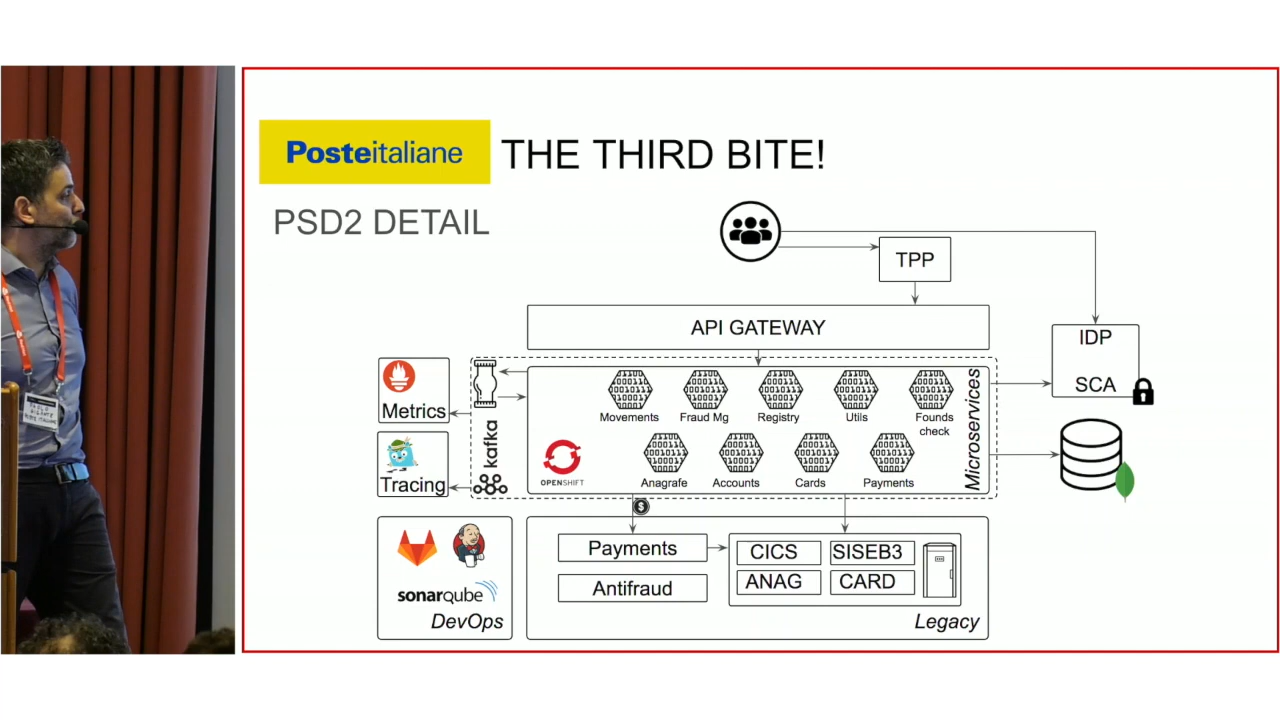 Posteitaliane THE THIRD BITE!
PSD2 DETAIL
TPP
API GATEWAY
IDP
SCA
Metrics
Tracing
kafka
Movements
Fraud Mg
Registry
Utils
Founds
check
Anagrafe
Accounts
Cards
Payments
Microservices
OPENSHIFT
$
sonarqube
DevOps
Payments
Antifraud
CICS
SISEB3
ANAG
CARD
Legacy